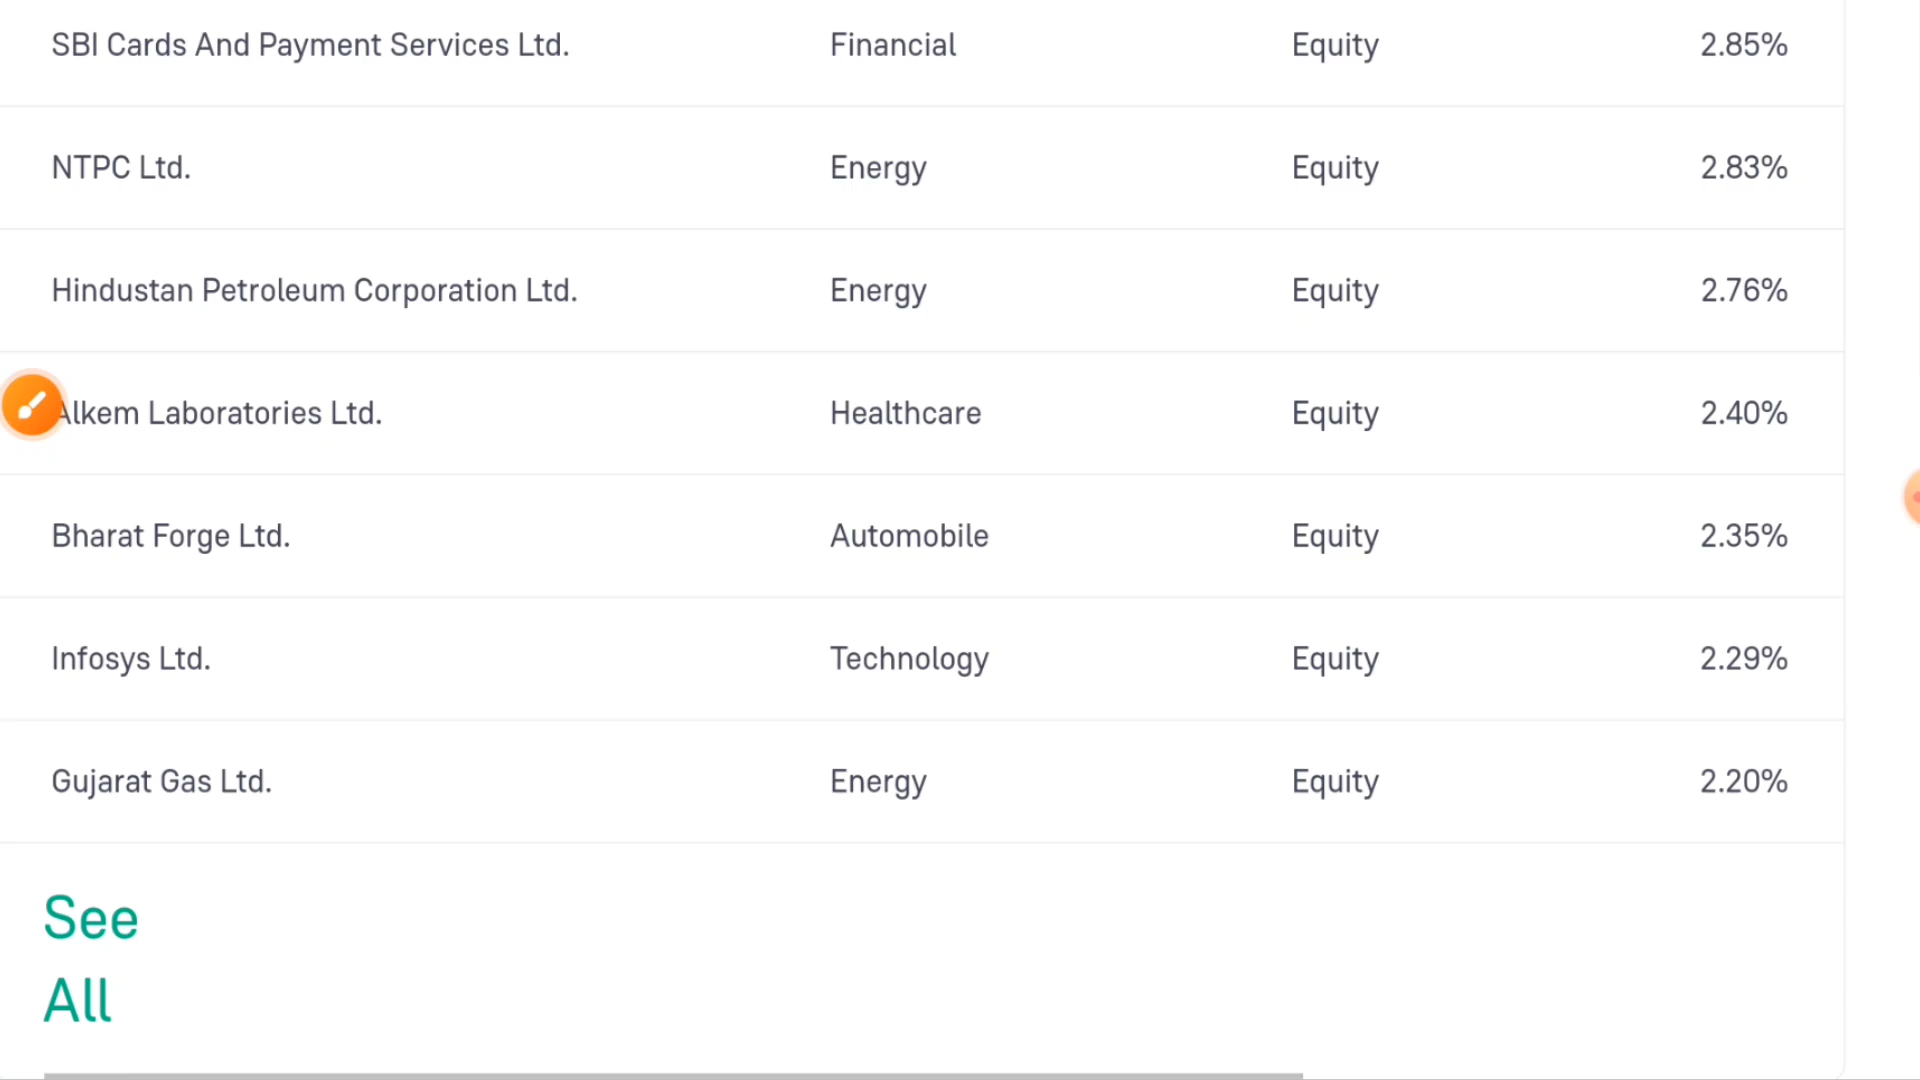 SBI Cards And Payment Services Ltd. Financial Equity 2.85%
NTPC Ltd. Energy Equity 2.83%
Hindustan Petroleum Corporation Ltd. Energy Equity 2.76%
Alkem Laboratories Ltd. Healthcare Equity 2.40%
Bharat Forge Ltd. Automobile Equity 2.35%
Infosys Ltd. Technology Equity 2.29%
Gujarat Gas Ltd. Energy Equity 2.20%
See
All